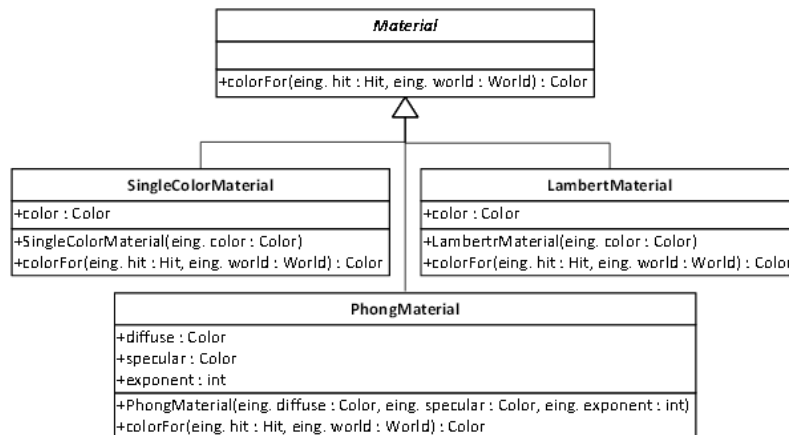 Material
+colorFor(eing. hit : Hit, eing. world : World) : Color
SingleColorMaterial
+color : Color
+SingleColorMaterial(eing. color : Color)
+colorFor(eing. hit : Hit, eing. world : World) : Color
LambertMaterial
+color : Color
+LambertrMaterial(eing. color : Color)
+colorFor(eing. hit : Hit, eing. world : World) : Color
PhongMaterial
+diffuse : Color
+specular : Color
+exponent : int
+PhongMaterial(eing. diffuse : Color, eing. specular : Color, eing. exponent : int)
+colorFor(eing. hit : Hit, eing. world : World) : Color